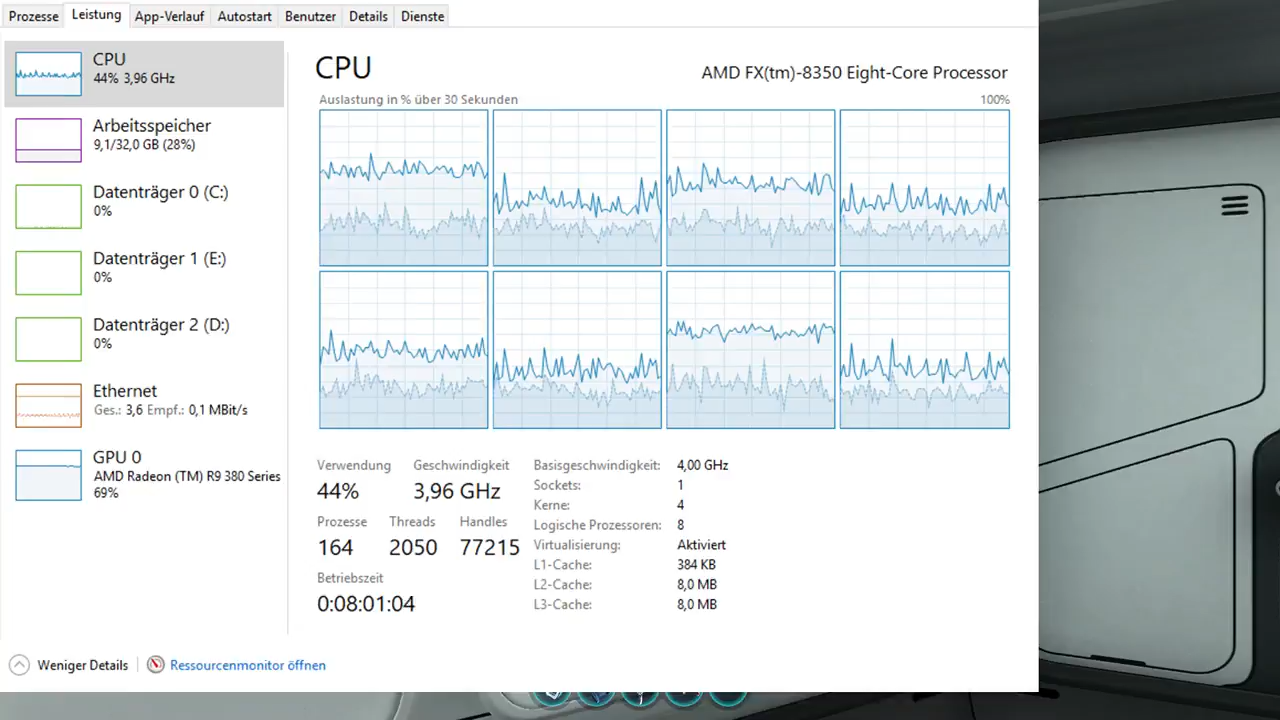 Prozesse Leistung App-Verlauf Autostart Benutzer Details Dienste
CPU
44% 3,96 GHz
Arbeitsspeicher
9,1/32,0 GB (28%)
Datenträger 0 (C:)
0%
Datenträger 1 (E:)
0%
Datenträger 2 (D:)
0%
Ethernet
Ges.: 3,6 Empf.: 0,1 MBit/s
GPU 0
AMD Radeon (TM) R9 380 Series
69%
CPU
AMD FX(tm)-8350 Eight-Core Processor
Auslastung in % über 30 Sekunden 100%
Verwendung Geschwindigkeit
44% 3,96 GHz
Prozesse Threads Handles
164 2050 77215
Betriebszeit
0:08:01:04
Basisgeschwindigkeit: 4,00 GHz
Sockets: 1
Kerne: 4
Logische Prozessoren: 8
Virtualisierung: Aktiviert
L1-Cache: 384 KB
L2-Cache: 8,0 MB
L3-Cache: 8,0 MB
Weniger Details Ressourcenmonitor öffnen